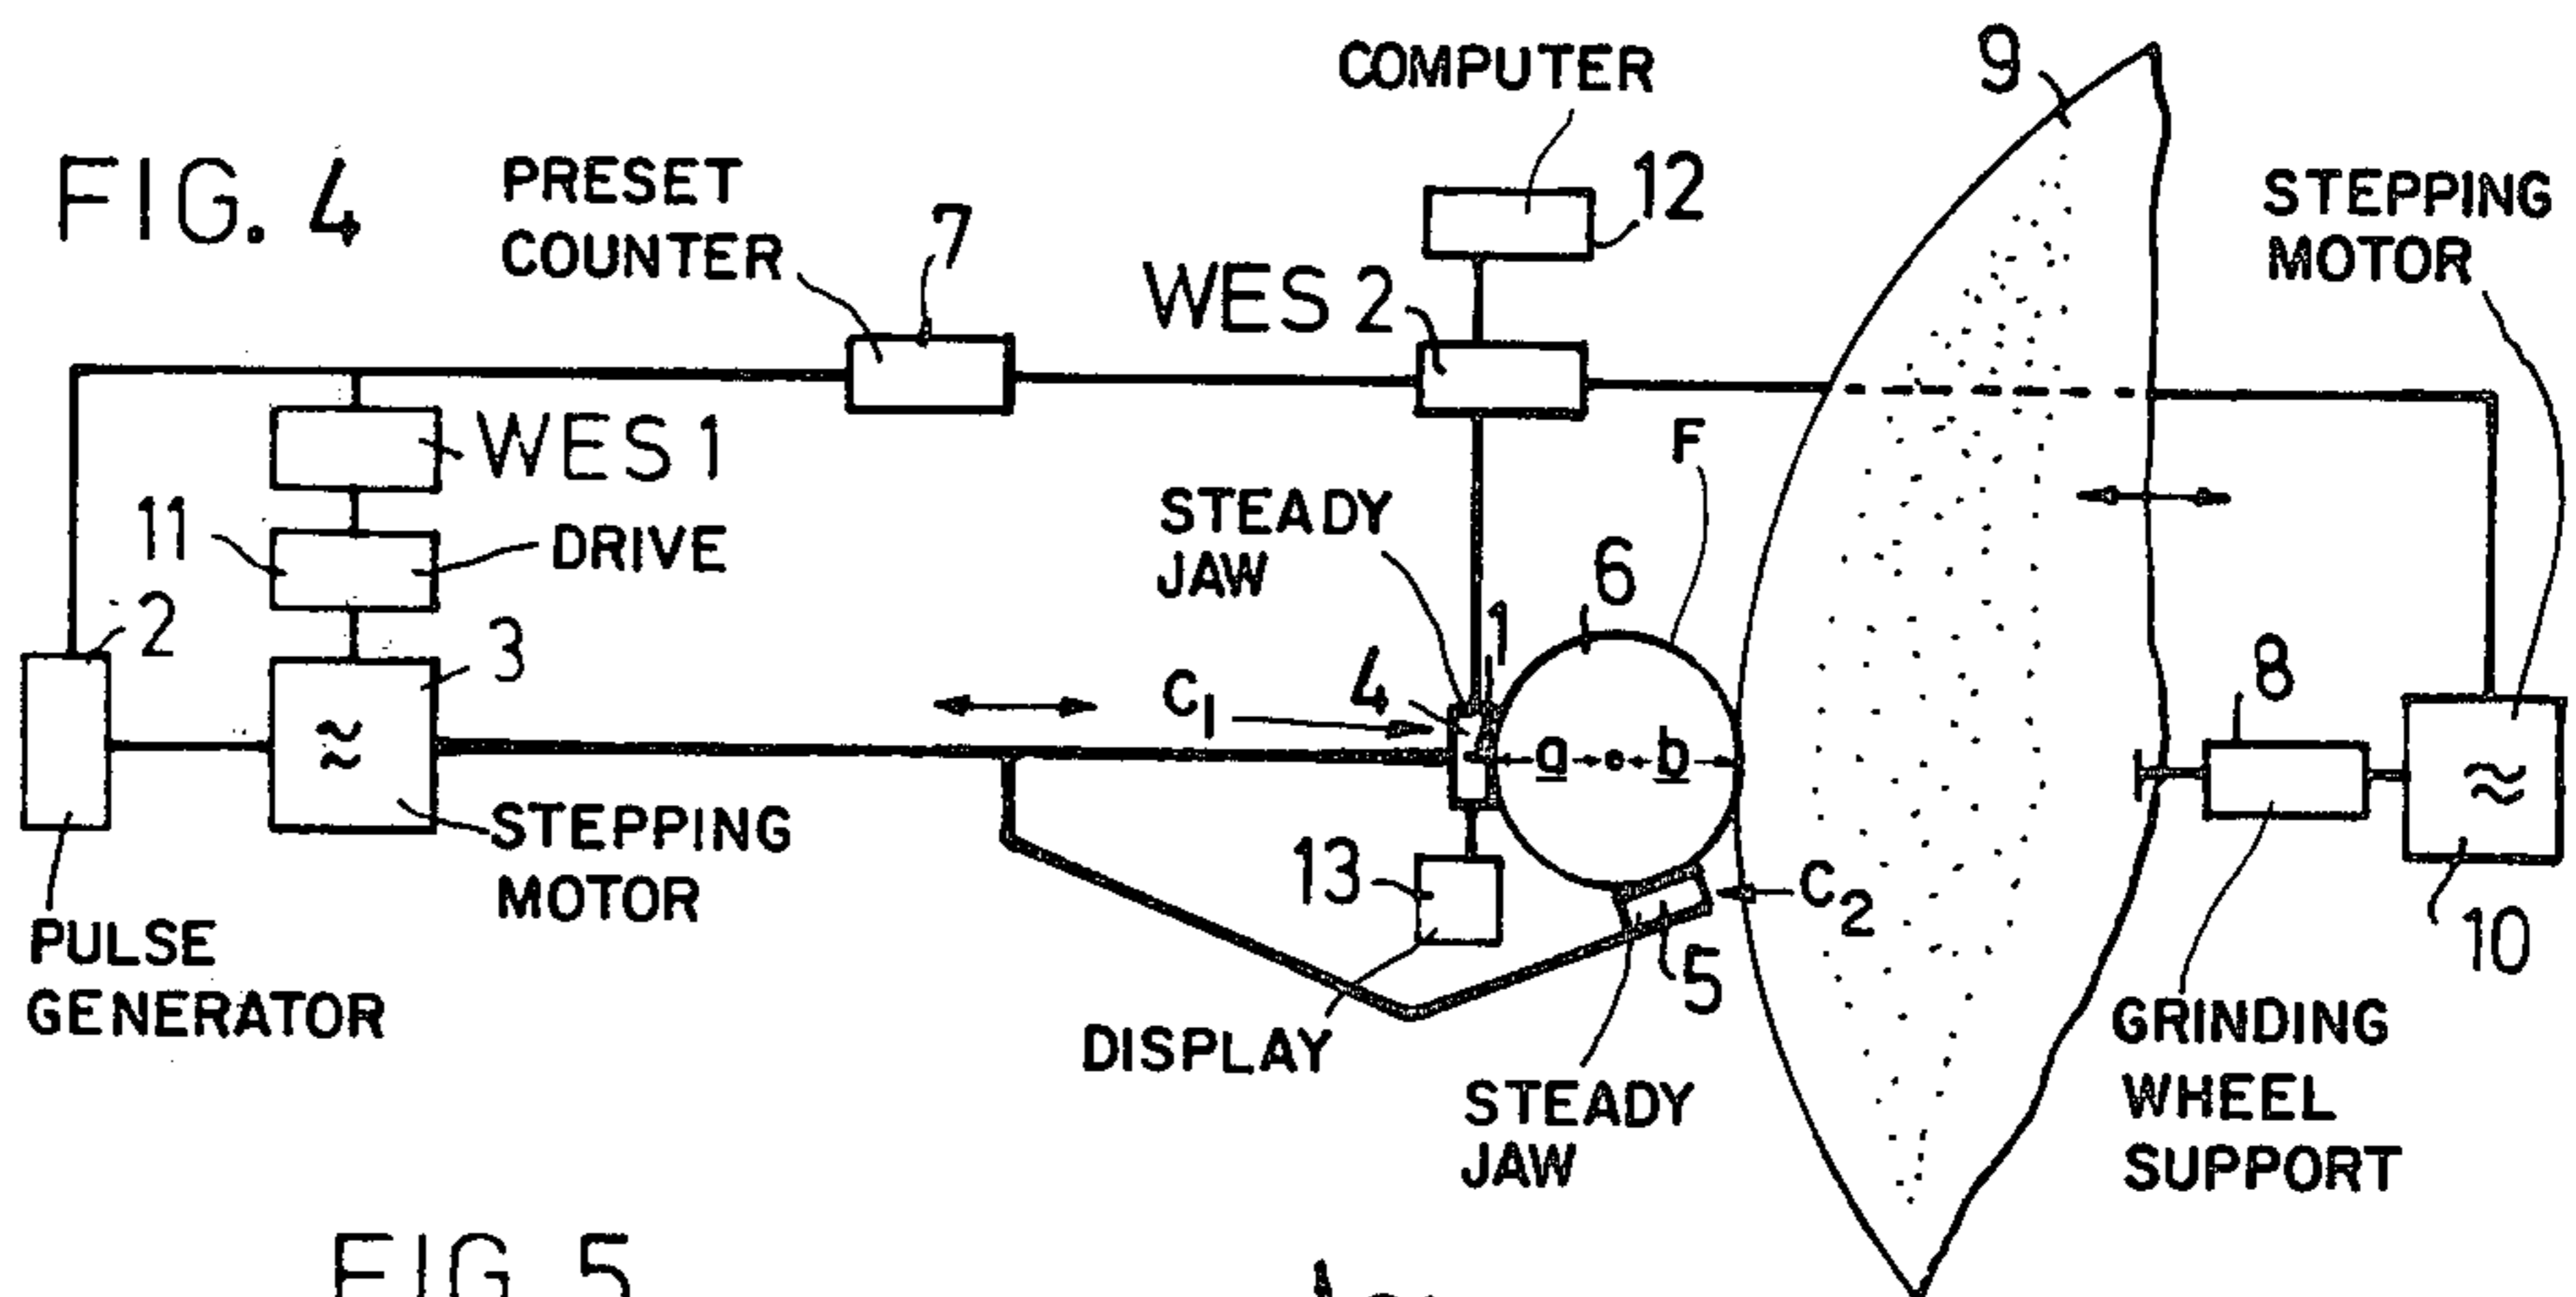 FIG. 4
PRESET
COUNTER
7
COMPUTER
12
9
STEPPING
MOTOR
WES 2
WES 1
11
DRIVE
STEADY
JAW
F
6
2
3
C1
4
1
a
b
8
STEPPING
MOTOR
13
C2
5
10
PULSE
GENERATOR
DISPLAY
STEADY
JAW
GRINDING
WHEEL
SUPPORT
FIG. 5